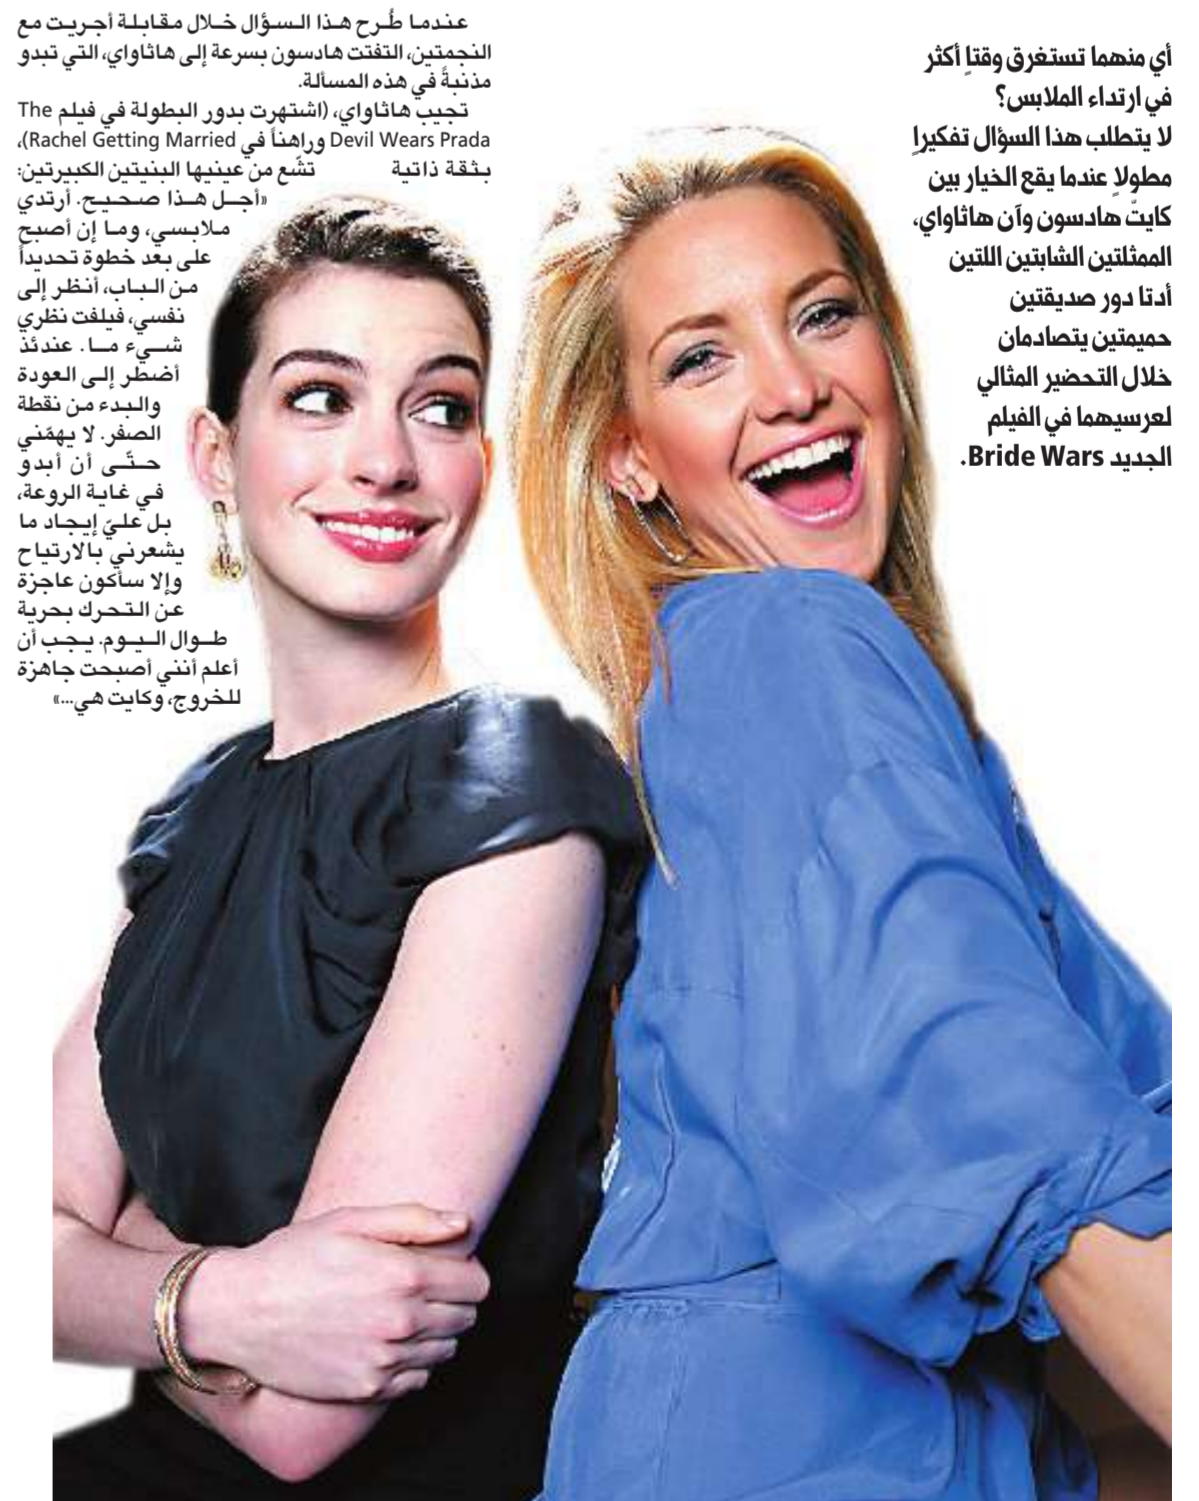 أي منهما تستغرق وقتاً أكثر
في ارتداء الملابس؟
لا يتطلب هذا السؤال تفكيراً
مطولاً عندما يقع الخيار بين
كايتّ هادسون وآن هاثاواي،
الممثلتين الشابتين اللتين
أدتا دور صديقتين
حميمتين يتصادمان
خلال التحضير المثالي
لعرسيهما في الفيلم
الجديد Bride Wars.
عندما طُرح هذا السؤال خلال مقابلة أجريت مع
النجمتين، التفتت هادسون بسرعة إلى هاثاواي، التي تبدو
مذنبةً في هذه المسألة.
تجيب هاثاواي، (اشتهرت بدور البطولة في فيلم The
Devil Wears Prada وراهناً في Rachel Getting Married)،
بثقة ذاتية تشّع من عينيها البنيتين الكبيرتين:
«أجل هذا صحيح. أرتدي
ملابسي، وما إن أصبح
على بعد خطوة تحديداً
من الباب، أنظر إلى
نفسي، فيلفت نظري
شيء ما. عندئذ
أضطر إلى العودة
والبدء من نقطة
الصفر. لا يهمّني
حتّى أن أبدو
في غاية الروعة،
بل عليّ إيجاد ما
يشعرني بالارتياح
وإلا سأكون عاجزة
عن التحرك بحرية
طوال اليوم. يجب أن
أعلم أنني أصبحت جاهزة
للخروج، وكايت هي...»